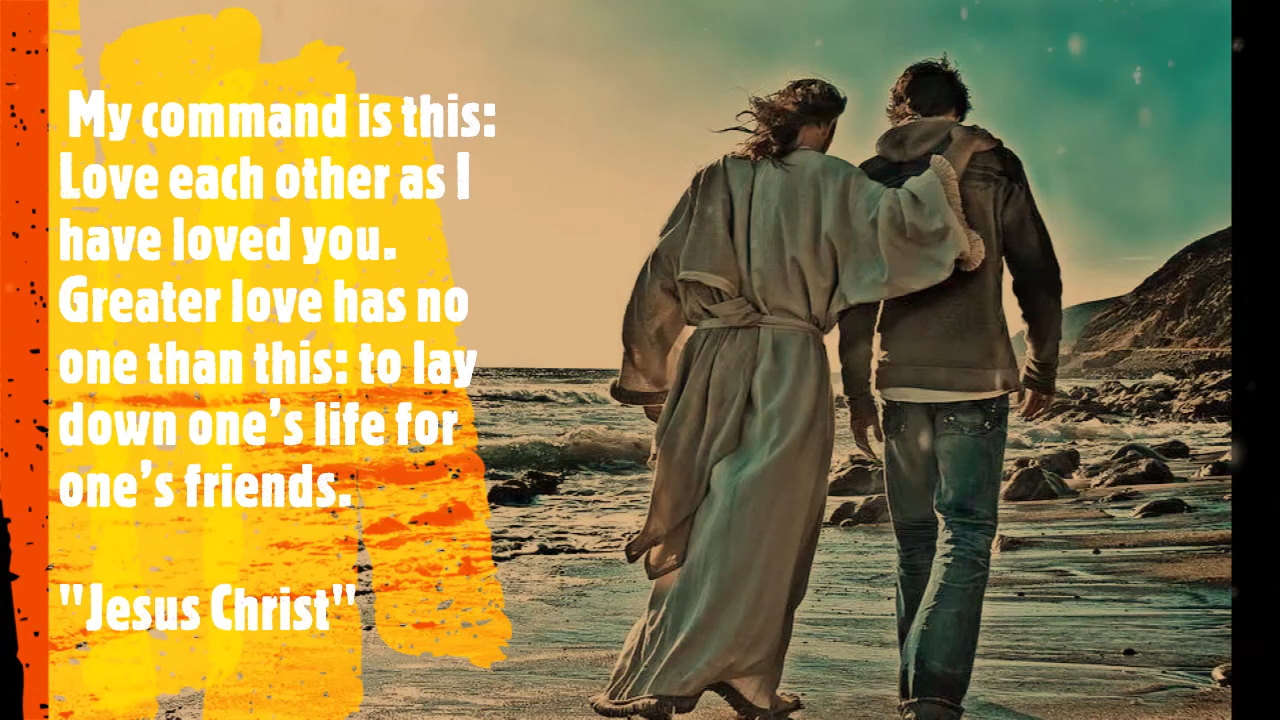 My command is this:
Love each other as I
have loved you.
Greater love has no
one than this: to lay
down one’s life for
one’s friends.
"Jesus Christ"